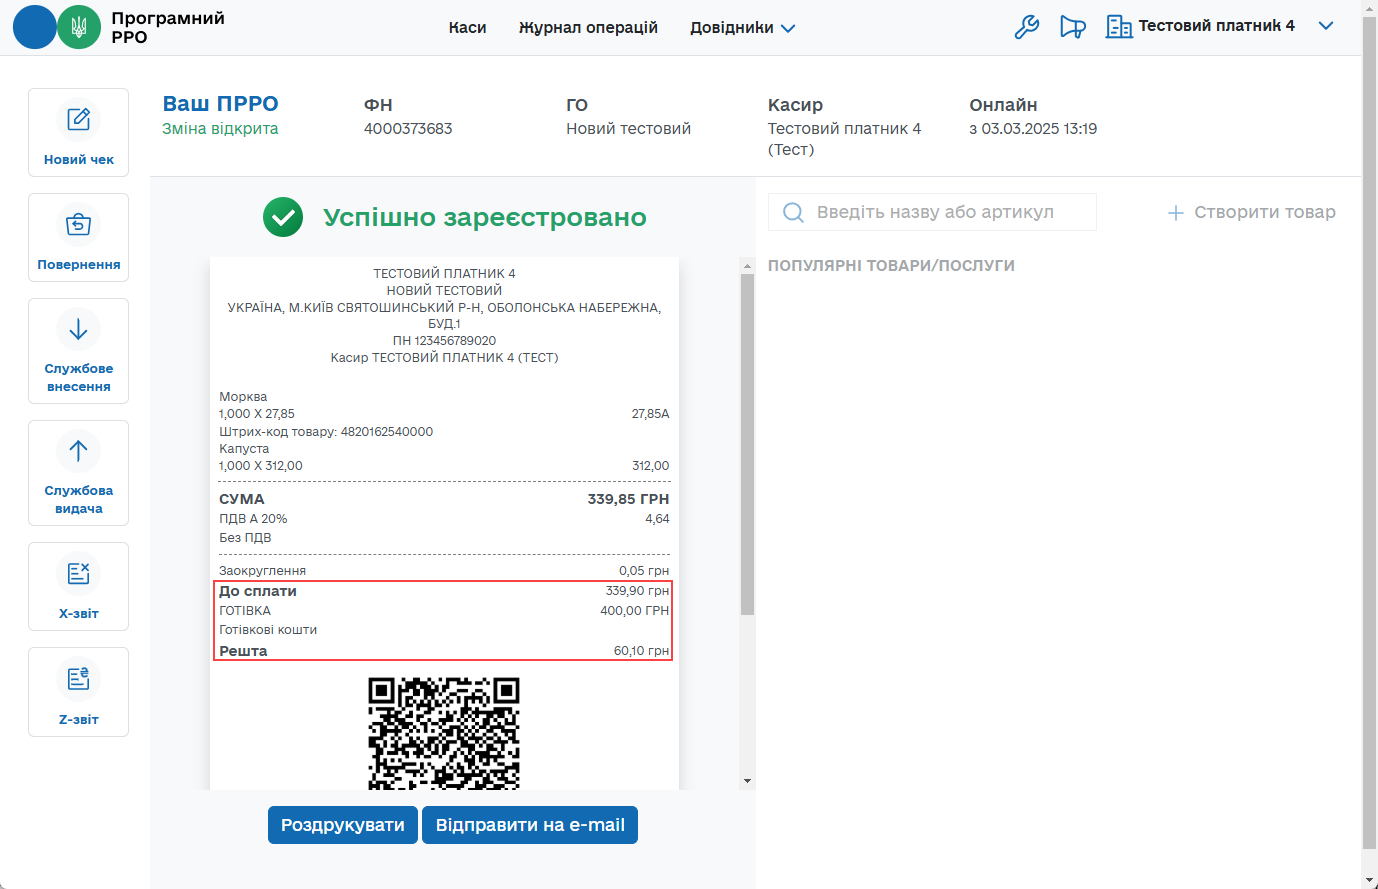 Програмний
РРО
Каси
Журнал операцій
Довідники
Тестовий платник 4
Новий чек
Повернення
Службове
внесення
Службова
видача
X-звіт
Z-звіт
Ваш ПРРО
Зміна відкрита
ФН
4000373683
ГО
Новий тестовий
Касир
Тестовий платник 4
(Тест)
Онлайн
з 03.03.2025 13:19
Успішно зареєстровано
ТЕСТОВИЙ ПЛАТНИК 4
НОВИЙ ТЕСТОВИЙ
УКРАЇНА, М.КИЇВ СВЯТОШИНСЬКИЙ Р-Н, ОБОЛОНСЬКА НАБЕРЕЖНА,
БУД.1
ПН 123456789020
Касир ТЕСТОВИЙ ПЛАТНИК 4 (ТЕСТ)
Морква
1,000 X 27,85 27,85А
Штрих-код товару: 4820162540000
Капуста
1,000 X 312,00 312,00
СУМА 339,85 ГРН
ПДВ А 20% 4,64
Без ПДВ
Заокруглення 0,05 грн
До сплати 339,90 грн
ГОТІВКА 400,00 ГРН
Готівкові кошти
Решта 60,10 грн
Роздрукувати
Відправити на e-mail
Введіть назву або артикул
Створити товар
ПОПУЛЯРНІ ТОВАРИ/ПОСЛУГИ